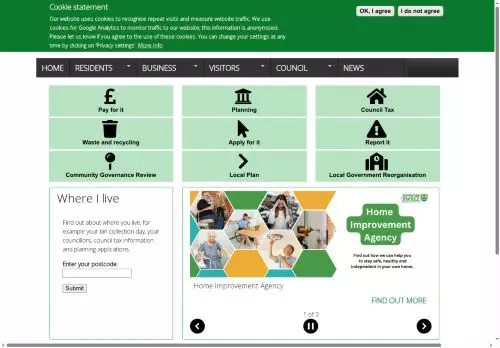 Cookie statement
Our website uses cookies to recognise repeat visits and measure website traffic. We
use cookies for Google Analytics to monitor traffic to our website; this information is anonymised.
Please let us know if you agree to the use of these cookies. You can change your settings at any
time by clicking on 'Privacy settings'. More info
OK, I agree
I do not agree
HOME
RESIDENTS
BUSINESS
VISITORS
COUNCIL
NEWS
Pay for it
Planning
Council Tax
Waste and recycling
Apply for it
Report it
Community Governance Review
Local Plan
Local Government Reorganisation
Where I live
Find out about where you live, for
example your bin collection day, your
councillors, council tax information
and planning applications.
Enter your postcode:
Submit
Home
Improvement
Agency
Find out how we can help you
to stay safe, healthy and
independent in your own home.
Home Improvement Agency
FIND OUT MORE
1 of 3